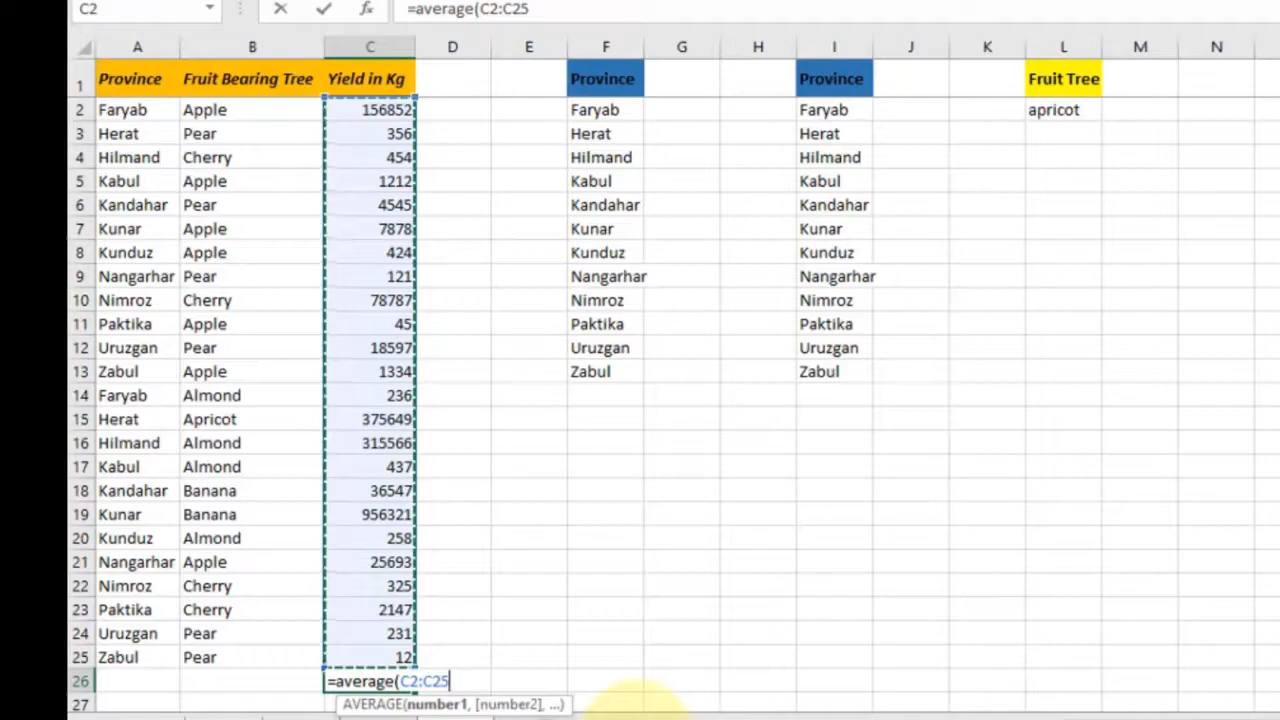 C2 =average(C2:C25
A B C D E F G H I J K L M N
1 Province Fruit Bearing Tree Yield in Kg Province Province Fruit Tree
2 Faryab Apple 156852 Faryab Faryab apricot
3 Herat Pear 356 Herat Herat
4 Hilmand Cherry 454 Hilmand Hilmand
5 Kabul Apple 1212 Kabul Kabul
6 Kandahar Pear 4545 Kandahar Kandahar
7 Kunar Apple 7878 Kunar Kunar
8 Kunduz Apple 424 Kunduz Kunduz
9 Nangarhar Pear 121 Nangarhar Nangarhar
10 Nimroz Cherry 78787 Nimroz Nimroz
11 Paktika Apple 45 Paktika Paktika
12 Uruzgan Pear 18597 Uruzgan Uruzgan
13 Zabul Apple 1334 Zabul Zabul
14 Faryab Almond 236
15 Herat Apricot 375649
16 Hilmand Almond 315566
17 Kabul Almond 437
18 Kandahar Banana 36547
19 Kunar Banana 956321
20 Kunduz Almond 258
21 Nangarhar Apple 25693
22 Nimroz Cherry 325
23 Paktika Cherry 2147
24 Uruzgan Pear 231
25 Zabul Pear 12
26 =average(C2:C25
27 AVERAGE(number1, [number2], ...)